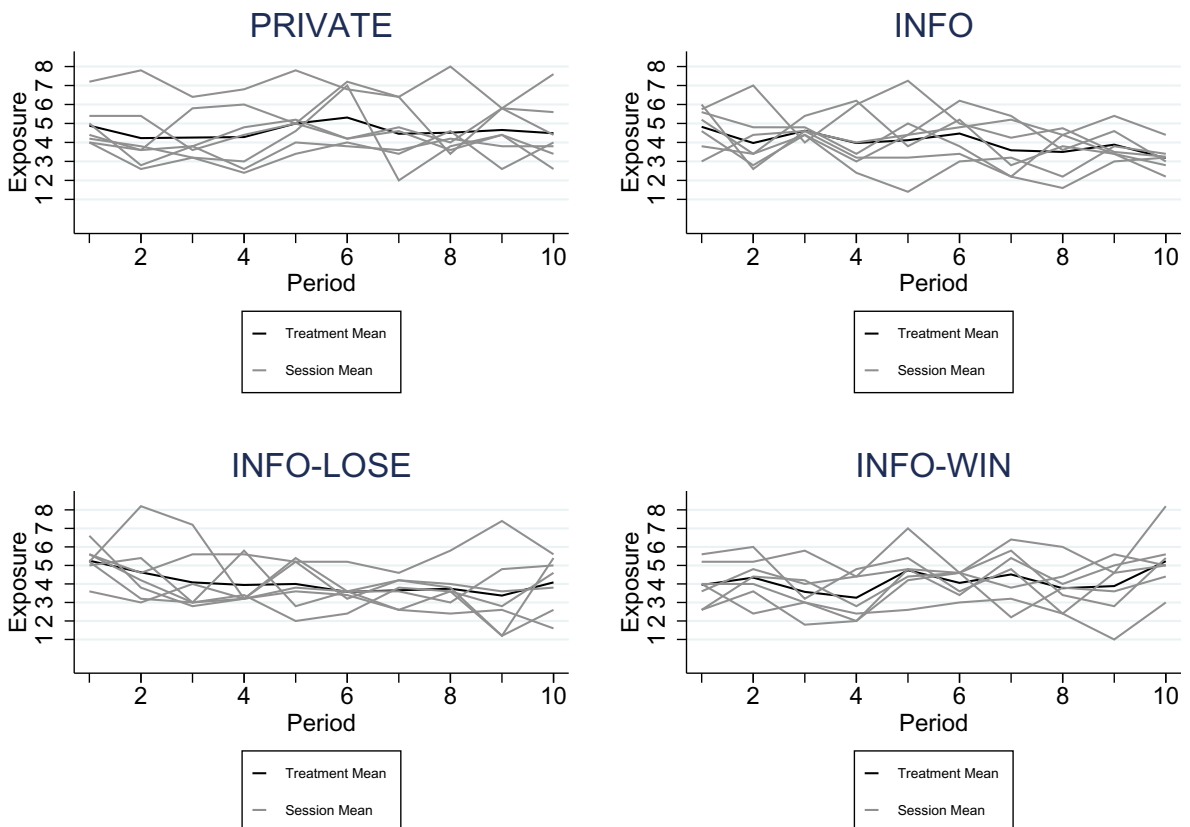 PRIVATE
Exposure
1 2 3 4 5 6 7 8
2 4 6 8 10
Period
Treatment Mean
Session Mean
INFO
Exposure
1 2 3 4 5 6 7 8
2 4 6 8 10
Period
Treatment Mean
Session Mean
INFO-LOSE
Exposure
1 2 3 4 5 6 7 8
2 4 6 8 10
Period
Treatment Mean
Session Mean
INFO-WIN
Exposure
1 2 3 4 5 6 7 8
2 4 6 8 10
Period
Treatment Mean
Session Mean